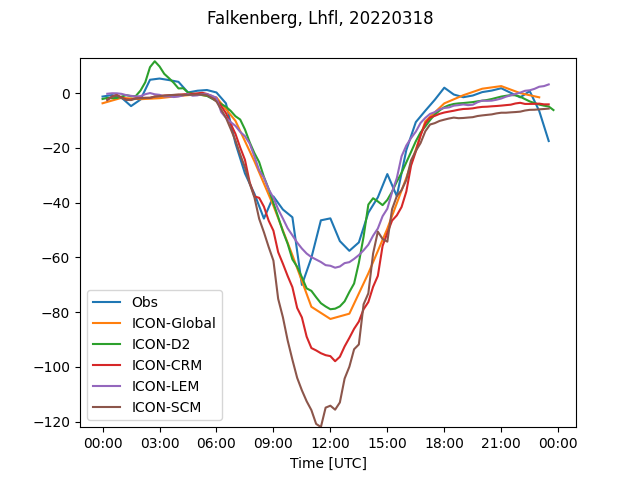 Falkenberg, Lhfl, 20220318
0
−20
−40
−60
−80
−100
−120
Obs
ICON-Global
ICON-D2
ICON-CRM
ICON-LEM
ICON-SCM
00:00 03:00 06:00 09:00 12:00 15:00 18:00 21:00 00:00
Time [UTC]